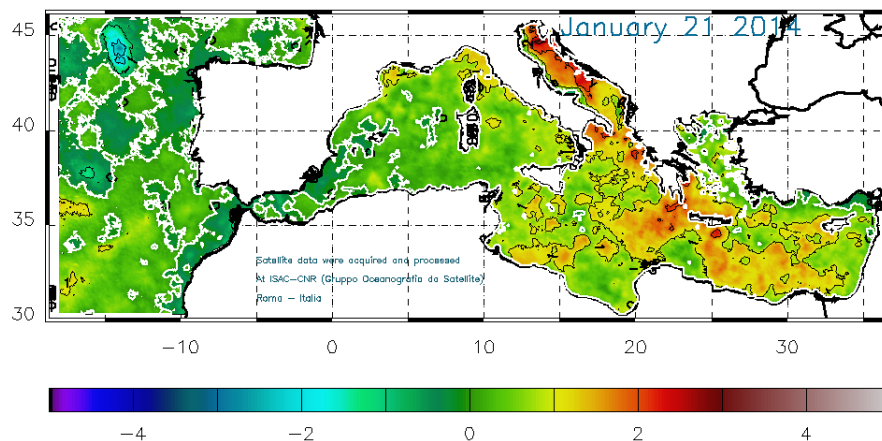 January 21 2014
45
40
35
30
Satellite data were acquired and processed
At ISAC-CNR (Gruppo Oceanografia da Satellite)
Roma - Italia
-10 0 10 20 30
-4 -2 0 2 4